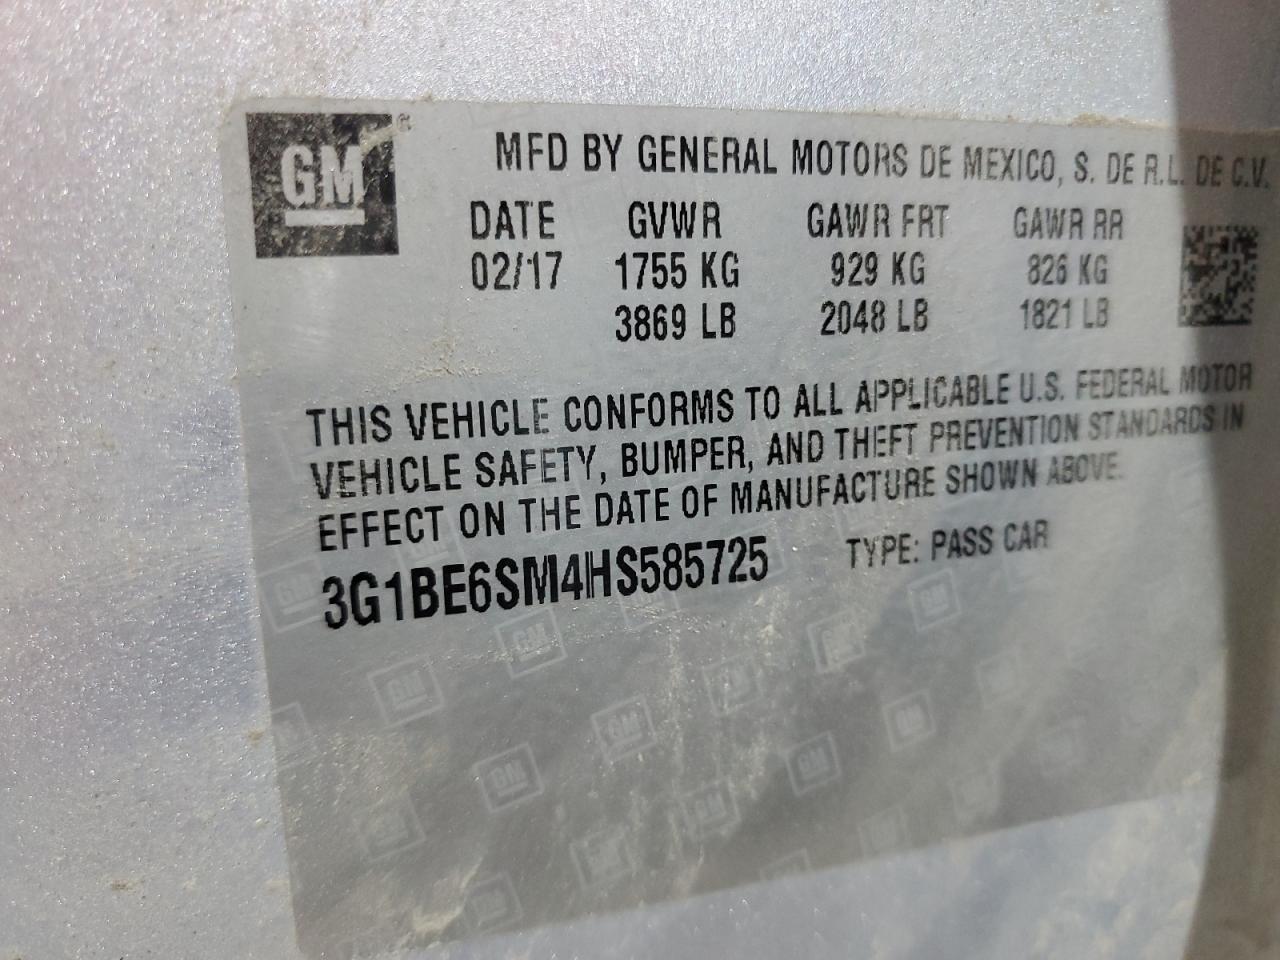 GM
MFD BY GENERAL MOTORS DE MEXICO, S. DE R.L. DE C.V.
DATE GVWR GAWR FRT GAWR RR
02/17 1755 KG 929 KG 826 KG
3869 LB 2048 LB 1821 LB
THIS VEHICLE CONFORMS TO ALL APPLICABLE U.S. FEDERAL MOTOR
VEHICLE SAFETY, BUMPER, AND THEFT PREVENTION STANDARDS IN
EFFECT ON THE DATE OF MANUFACTURE SHOWN ABOVE.
3G1BE6SM4HS585725 TYPE: PASS CAR